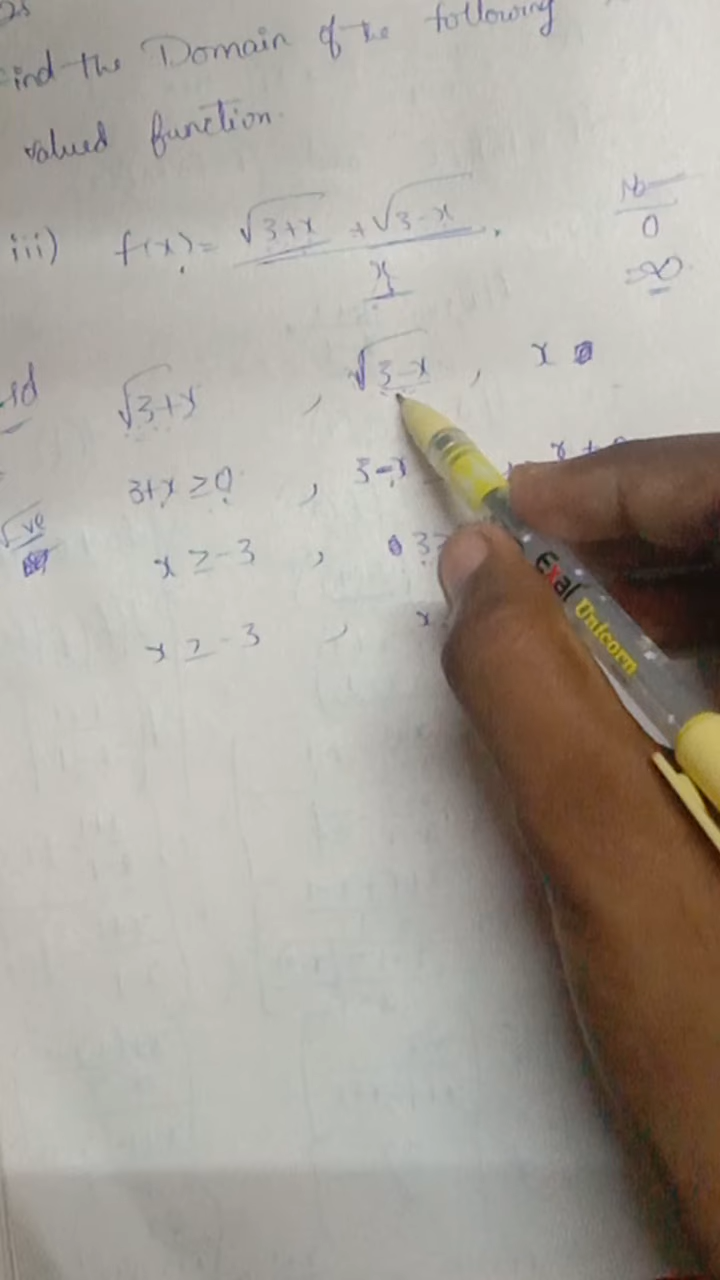 ind the Domain of the following
valued function.
iii) f(x) = √3+x + √3-x / x
No / 0 = ∞
√3+x , √3-x , x
3+x ≥ 0 , 3-x
x ≥ -3 , 3≥
x ≥ -3 , x
√-ve
Exal Unicorn